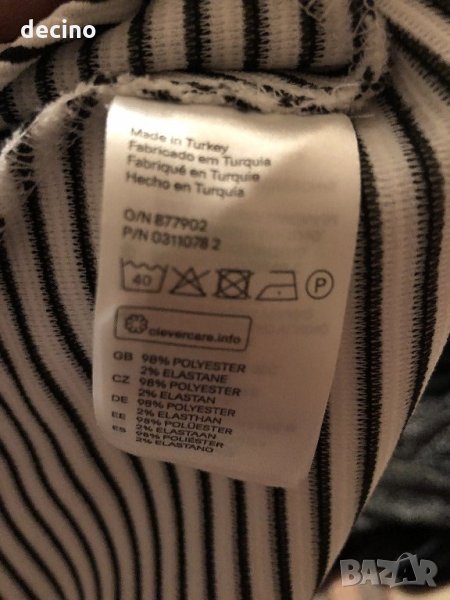 decino
Made in Turkey
Fabricado em Turquia
Fabriqué en Turquie
Hecho en Turquía
O/N 877902
P/N 0311078 2
40 P
clevercare.info
GB 98% POLYESTER
2% ELASTANE
CZ 98% POLYESTER
2% ELASTAN
DE 98% POLYESTER
2% ELASTHAN
EE 98% POLÜESTER
2% ELASTAAN
ES 98% POLIÉSTER
2% ELASTANO
BAZAR